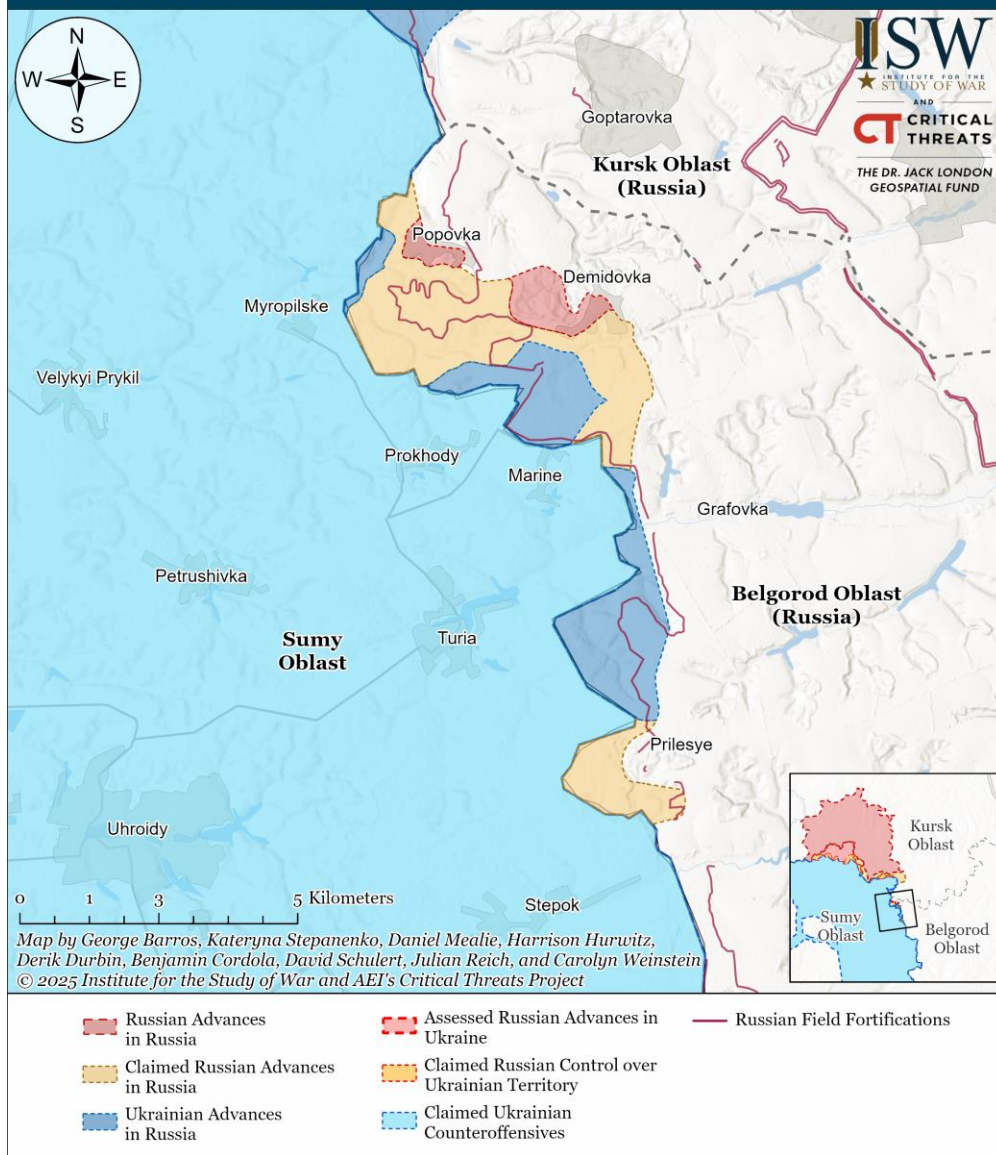 N
W E
S
ISW
INSTITUTE FOR THE
STUDY OF WAR
AND
CT CRITICAL
THREATS
THE DR. JACK LONDON
GEOSPATIAL FUND
Goptarovka
Kursk Oblast
(Russia)
Popovka
Demidovka
Myropilske
Velykyi Prykil
Prokhody
Marine
Grafovka
Petrushivka
Belgorod Oblast
(Russia)
Sumy
Oblast
Turia
Prilesye
Uhroidy
Stepok
0 1 3 5 Kilometers
Kursk
Oblast
Sumy
Oblast
Belgorod
Oblast
Map by George Barros, Kateryna Stepanenko, Daniel Mealie, Harrison Hurwitz,
Derik Durbin, Benjamin Cordola, David Schulert, Julian Reich, and Carolyn Weinstein
© 2025 Institute for the Study of War and AEI's Critical Threats Project
Russian Advances
in Russia
Claimed Russian Advances
in Russia
Ukrainian Advances
in Russia
Assessed Russian Advances in
Ukraine
Claimed Russian Control over
Ukrainian Territory
Claimed Ukrainian
Counteroffensives
Russian Field Fortifications